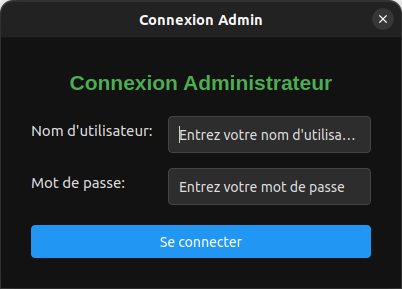 Connexion Admin
Connexion Administrateur
Nom d'utilisateur: Entrez votre nom d'utilisa…
Mot de passe: Entrez votre mot de passe
Se connecter